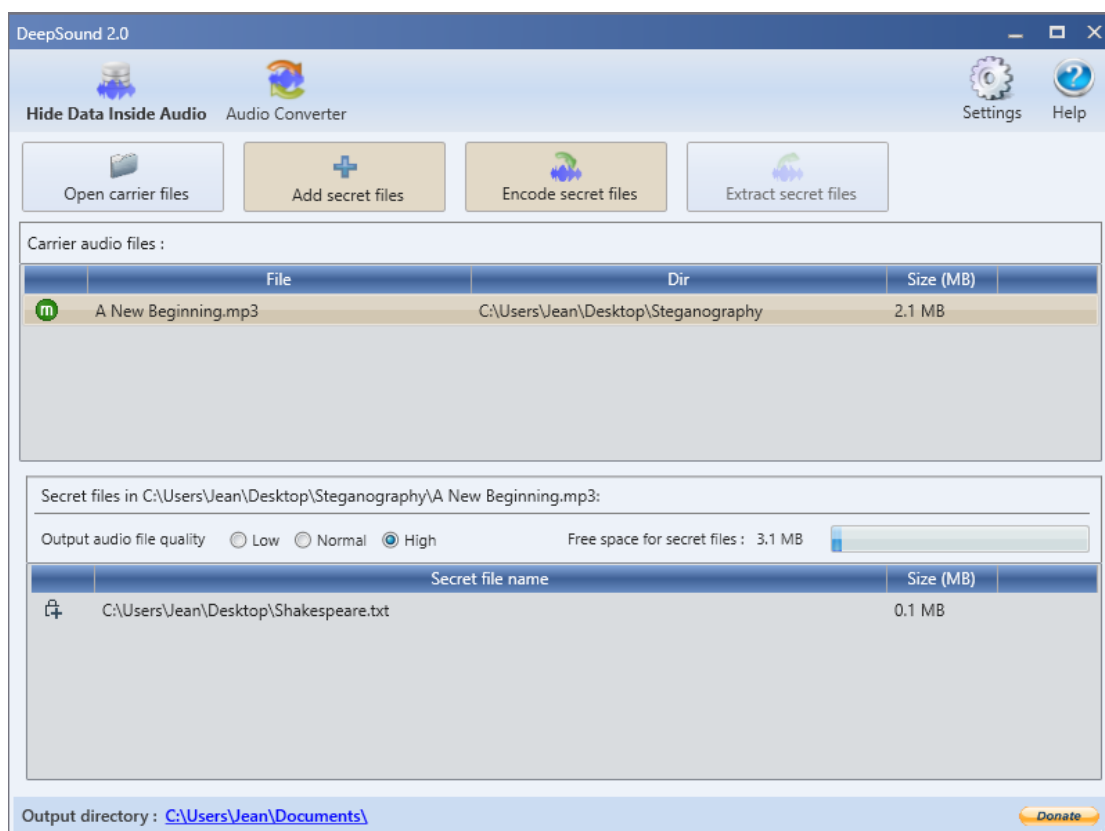 DeepSound 2.0
Hide Data Inside Audio Audio Converter Settings Help
Open carrier files Add secret files Encode secret files Extract secret files
Carrier audio files :
File Dir Size (MB)
m A New Beginning.mp3 C:\Users\Jean\Desktop\Steganography 2.1 MB
Secret files in C:\Users\Jean\Desktop\Steganography\A New Beginning.mp3:
Output audio file quality Low Normal High Free space for secret files : 3.1 MB
Secret file name Size (MB)
C:\Users\Jean\Desktop\Shakespeare.txt 0.1 MB
Output directory : C:\Users\Jean\Documents\ Donate